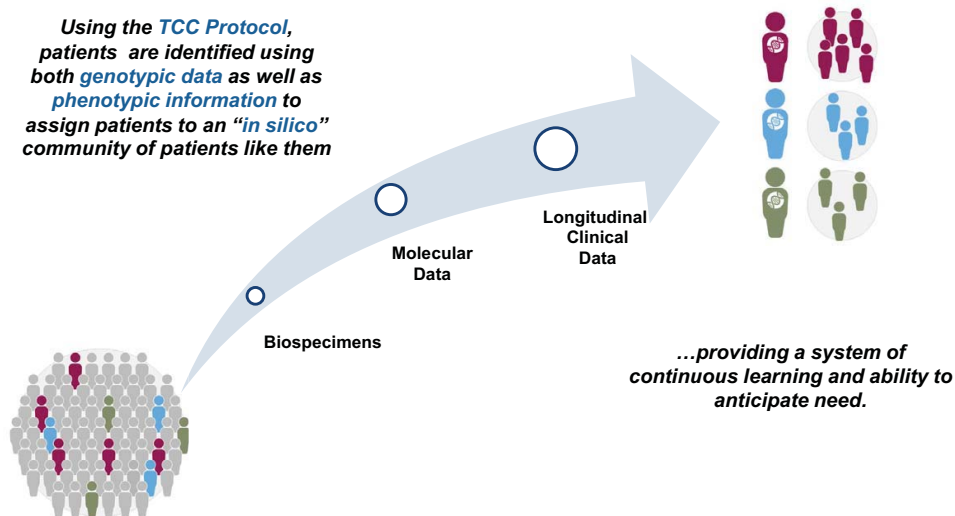 Using the TCC Protocol,
patients are identified using
both genotypic data as well as
phenotypic information to
assign patients to an “in silico”
community of patients like them
Longitudinal
Clinical
Data
Molecular
Data
Biospecimens
…providing a system of
continuous learning and ability to
anticipate need.